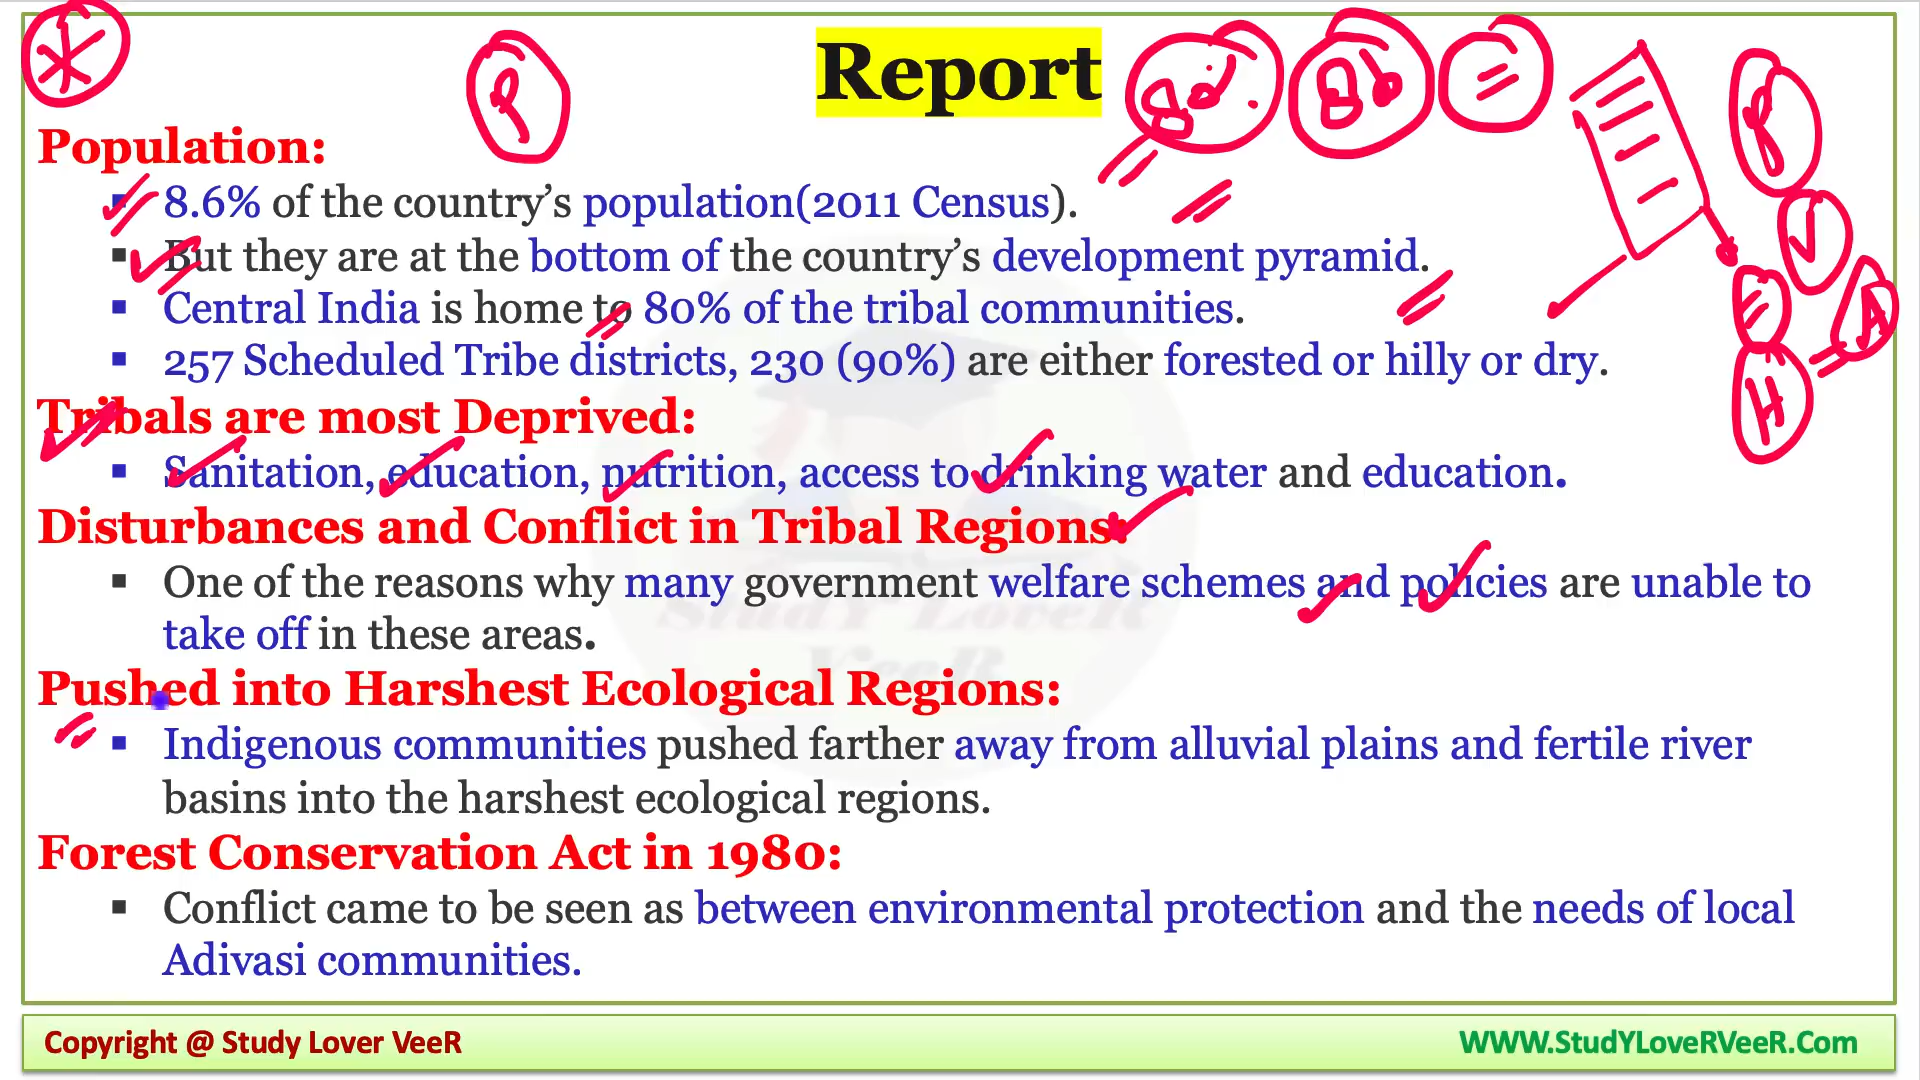 Report
Population:
▪ 8.6% of the country’s population(2011 Census).
▪ But they are at the bottom of the country’s development pyramid.
▪ Central India is home to 80% of the tribal communities.
▪ 257 Scheduled Tribe districts, 230 (90%) are either forested or hilly or dry.
Tribals are most Deprived:
▪ Sanitation, education, nutrition, access to drinking water and education.
Disturbances and Conflict in Tribal Regions:
▪ One of the reasons why many government welfare schemes and policies are unable to
take off in these areas.
Pushed into Harshest Ecological Regions:
▪ Indigenous communities pushed farther away from alluvial plains and fertile river
basins into the harshest ecological regions.
Forest Conservation Act in 1980:
▪ Conflict came to be seen as between environmental protection and the needs of local
Adivasi communities.
StudY LoveR
VeeR
H
A
Copyright @ Study Lover VeeR
WWW.StudYLoveRVeeR.Com